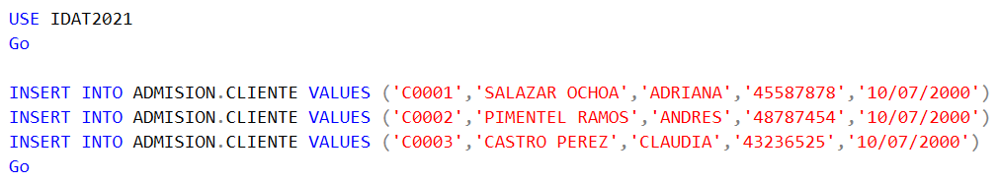 USE IDAT2021
Go
INSERT INTO ADMISION.CLIENTE VALUES ('C0001','SALAZAR OCHOA','ADRIANA','45587878','10/07/2000')
INSERT INTO ADMISION.CLIENTE VALUES ('C0002','PIMENTEL RAMOS','ANDRES','48787454','10/07/2000')
INSERT INTO ADMISION.CLIENTE VALUES ('C0003','CASTRO PEREZ','CLAUDIA','43236525','10/07/2000')
Go